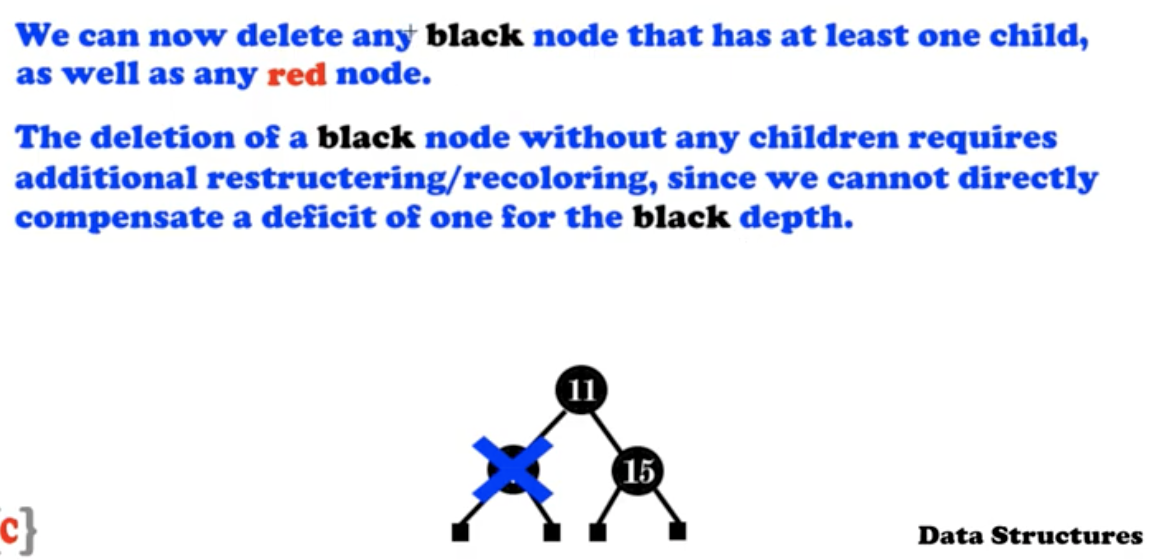 We can now delete any black node that has at least one child,
as well as any red node.
The deletion of a black node without any children requires
additional restructering/recoloring, since we cannot directly
compensate a deficit of one for the black depth.
11
15
c}
Data Structures